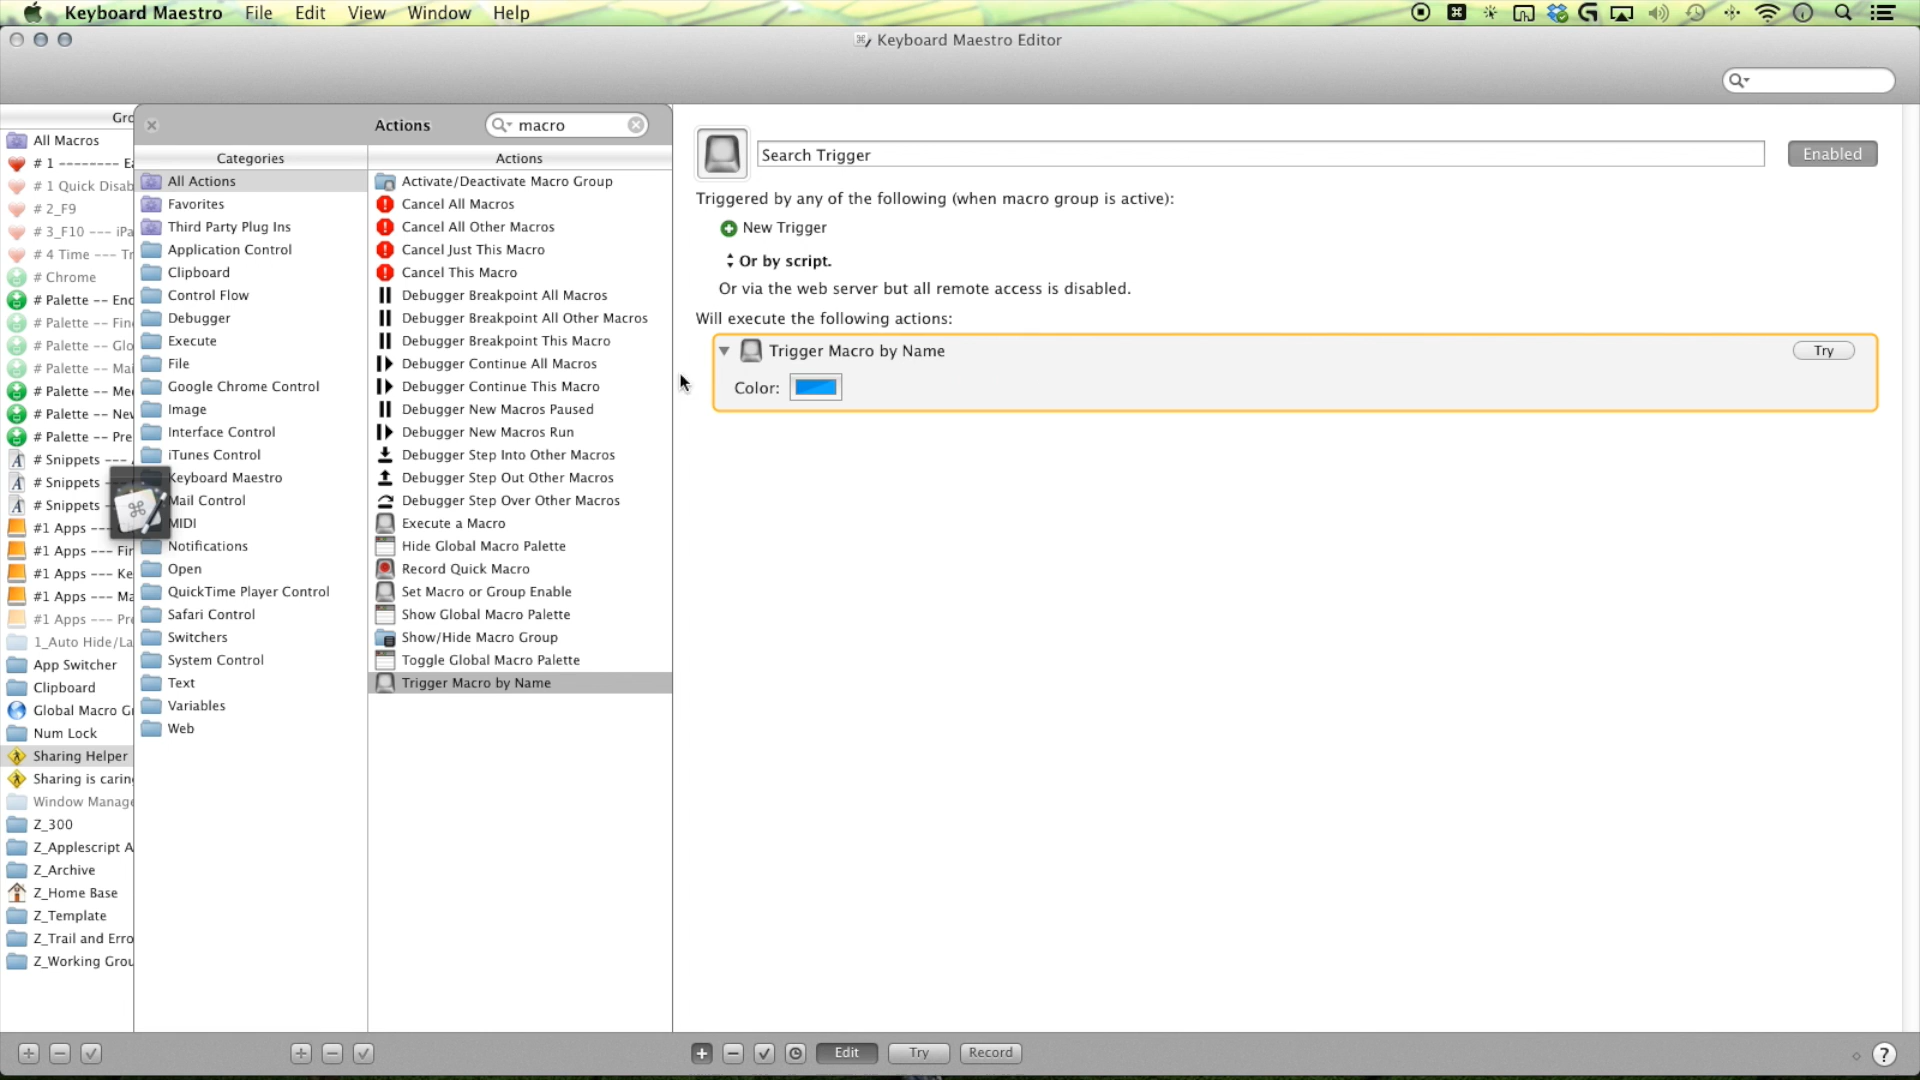 Keyboard Maestro File Edit View Window Help
Keyboard Maestro Editor
Gro
All Macros
# 1 -------- Ea
# 1 Quick Disab
# 2_F9
# 3_F10 --- iPa
# 4 Time --- Tr
# Chrome
# Palette -- Enc
# Palette -- Fin
# Palette -- Glo
# Palette -- Mai
# Palette -- Me
# Palette -- New
# Palette -- Pre
# Snippets ---
# Snippets
# Snippets
#1 Apps ---
#1 Apps --- Fin
#1 Apps --- Ke
#1 Apps --- Ma
#1 Apps --- Pre
1_Auto Hide/La
App Switcher
Clipboard
Global Macro Gr
Num Lock
Sharing Helper
Sharing is caring
Window Manage
Z_300
Z_Applescript A
Z_Archive
Z_Home Base
Z_Template
Z_Trail and Erro
Z_Working Grou
Actions
macro
Categories
All Actions
Favorites
Third Party Plug Ins
Application Control
Clipboard
Control Flow
Debugger
Execute
File
Google Chrome Control
Image
Interface Control
iTunes Control
Keyboard Maestro
Mail Control
MIDI
Notifications
Open
QuickTime Player Control
Safari Control
Switchers
System Control
Text
Variables
Web
Actions
Activate/Deactivate Macro Group
Cancel All Macros
Cancel All Other Macros
Cancel Just This Macro
Cancel This Macro
Debugger Breakpoint All Macros
Debugger Breakpoint All Other Macros
Debugger Breakpoint This Macro
Debugger Continue All Macros
Debugger Continue This Macro
Debugger New Macros Paused
Debugger New Macros Run
Debugger Step Into Other Macros
Debugger Step Out Other Macros
Debugger Step Over Other Macros
Execute a Macro
Hide Global Macro Palette
Record Quick Macro
Set Macro or Group Enable
Show Global Macro Palette
Show/Hide Macro Group
Toggle Global Macro Palette
Trigger Macro by Name
Search Trigger
Enabled
Triggered by any of the following (when macro group is active):
New Trigger
Or by script.
Or via the web server but all remote access is disabled.
Will execute the following actions:
Trigger Macro by Name
Try
Color:
Edit Try Record
?